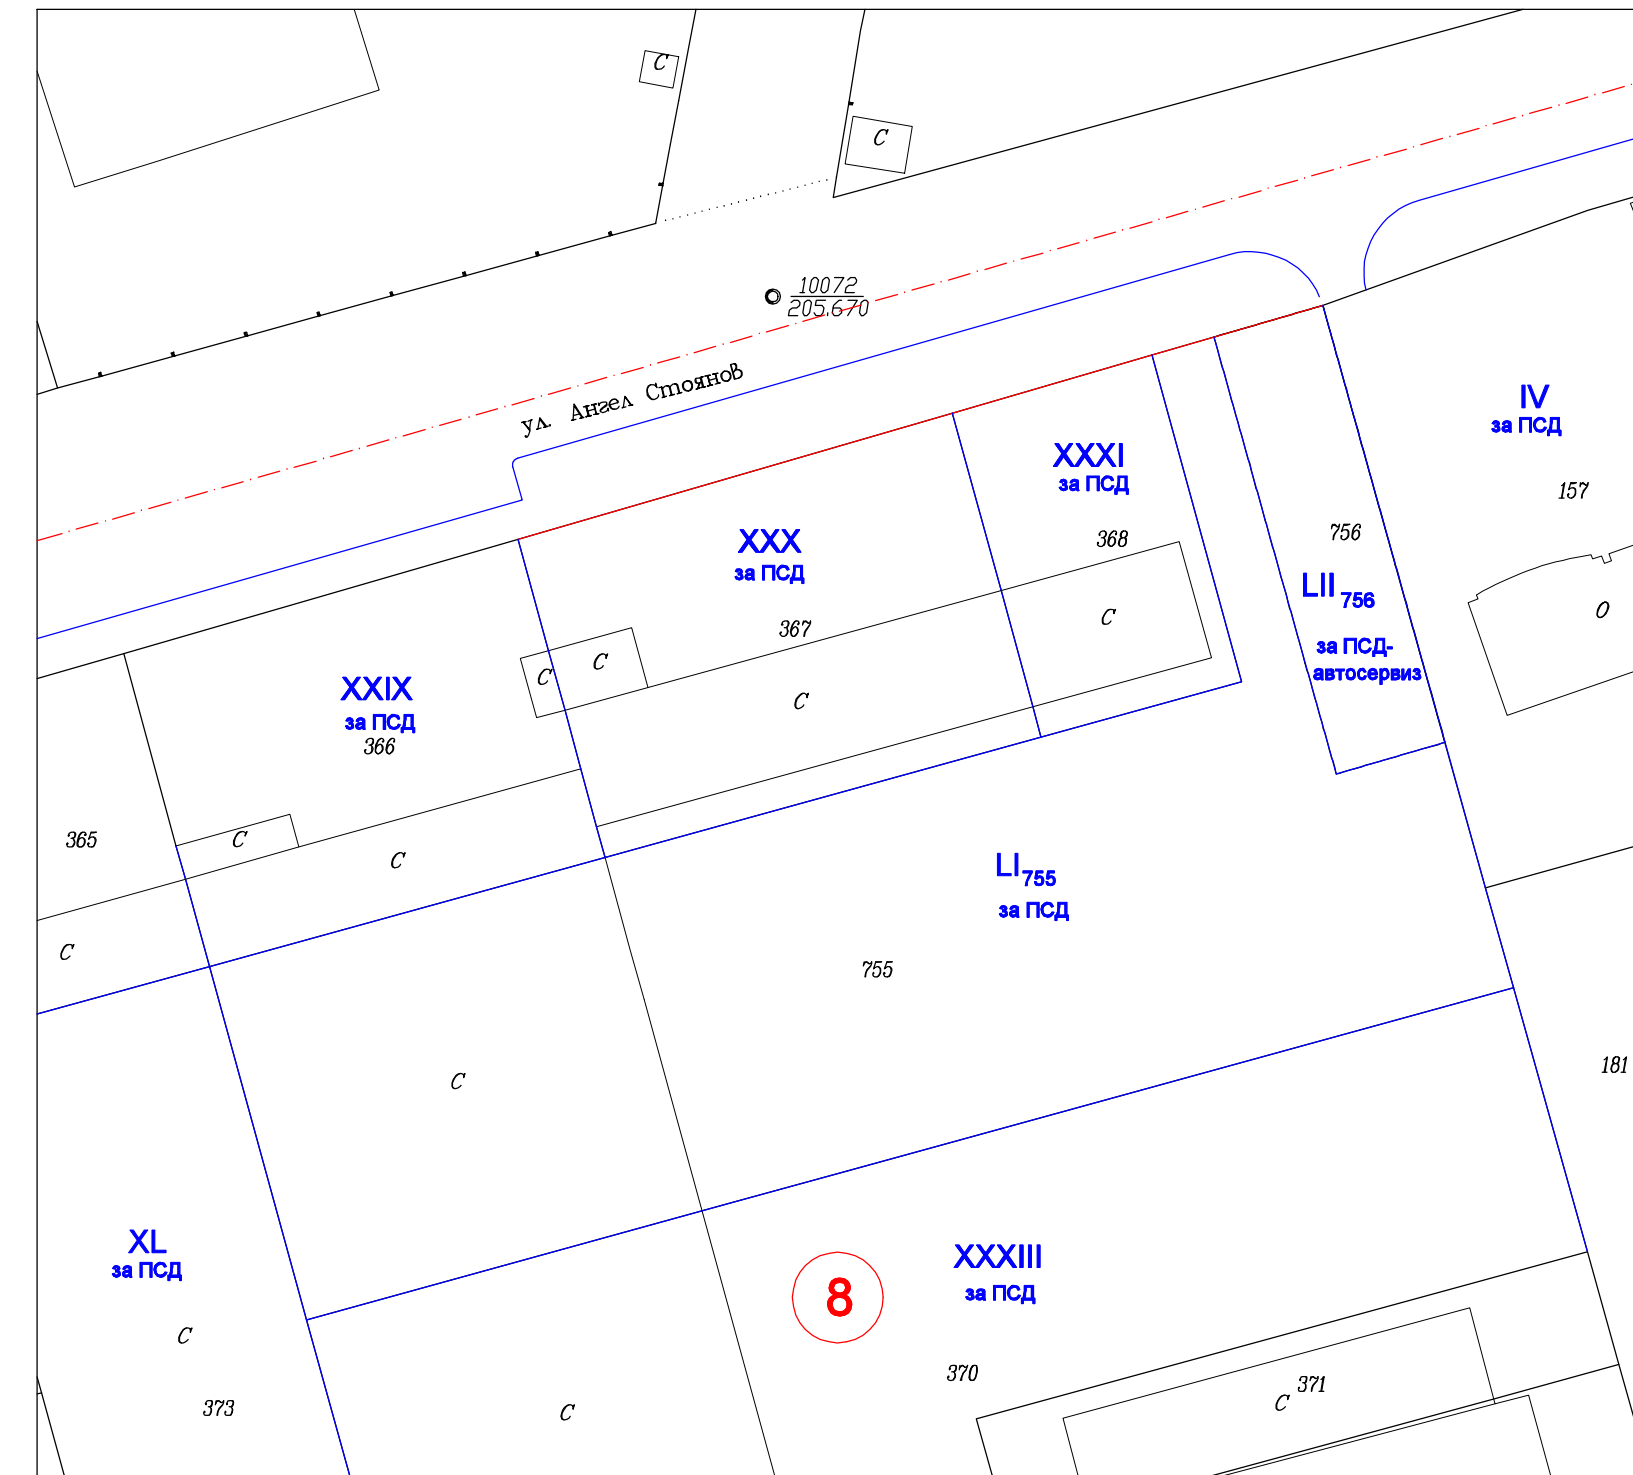 С
С
10072
205.670
ул. Ангел Стоянов
IV
за ПСД
157
XXXI
за ПСД
368
XXX
за ПСД
367
756
LII 756
за ПСД-
автосервиз
О
С
С
С
С
XXIX
за ПСД
366
365
С
С
С
LI 755
за ПСД
755
181
С
XL
за ПСД
С
373
8
XXXIII
за ПСД
370
371
С
С